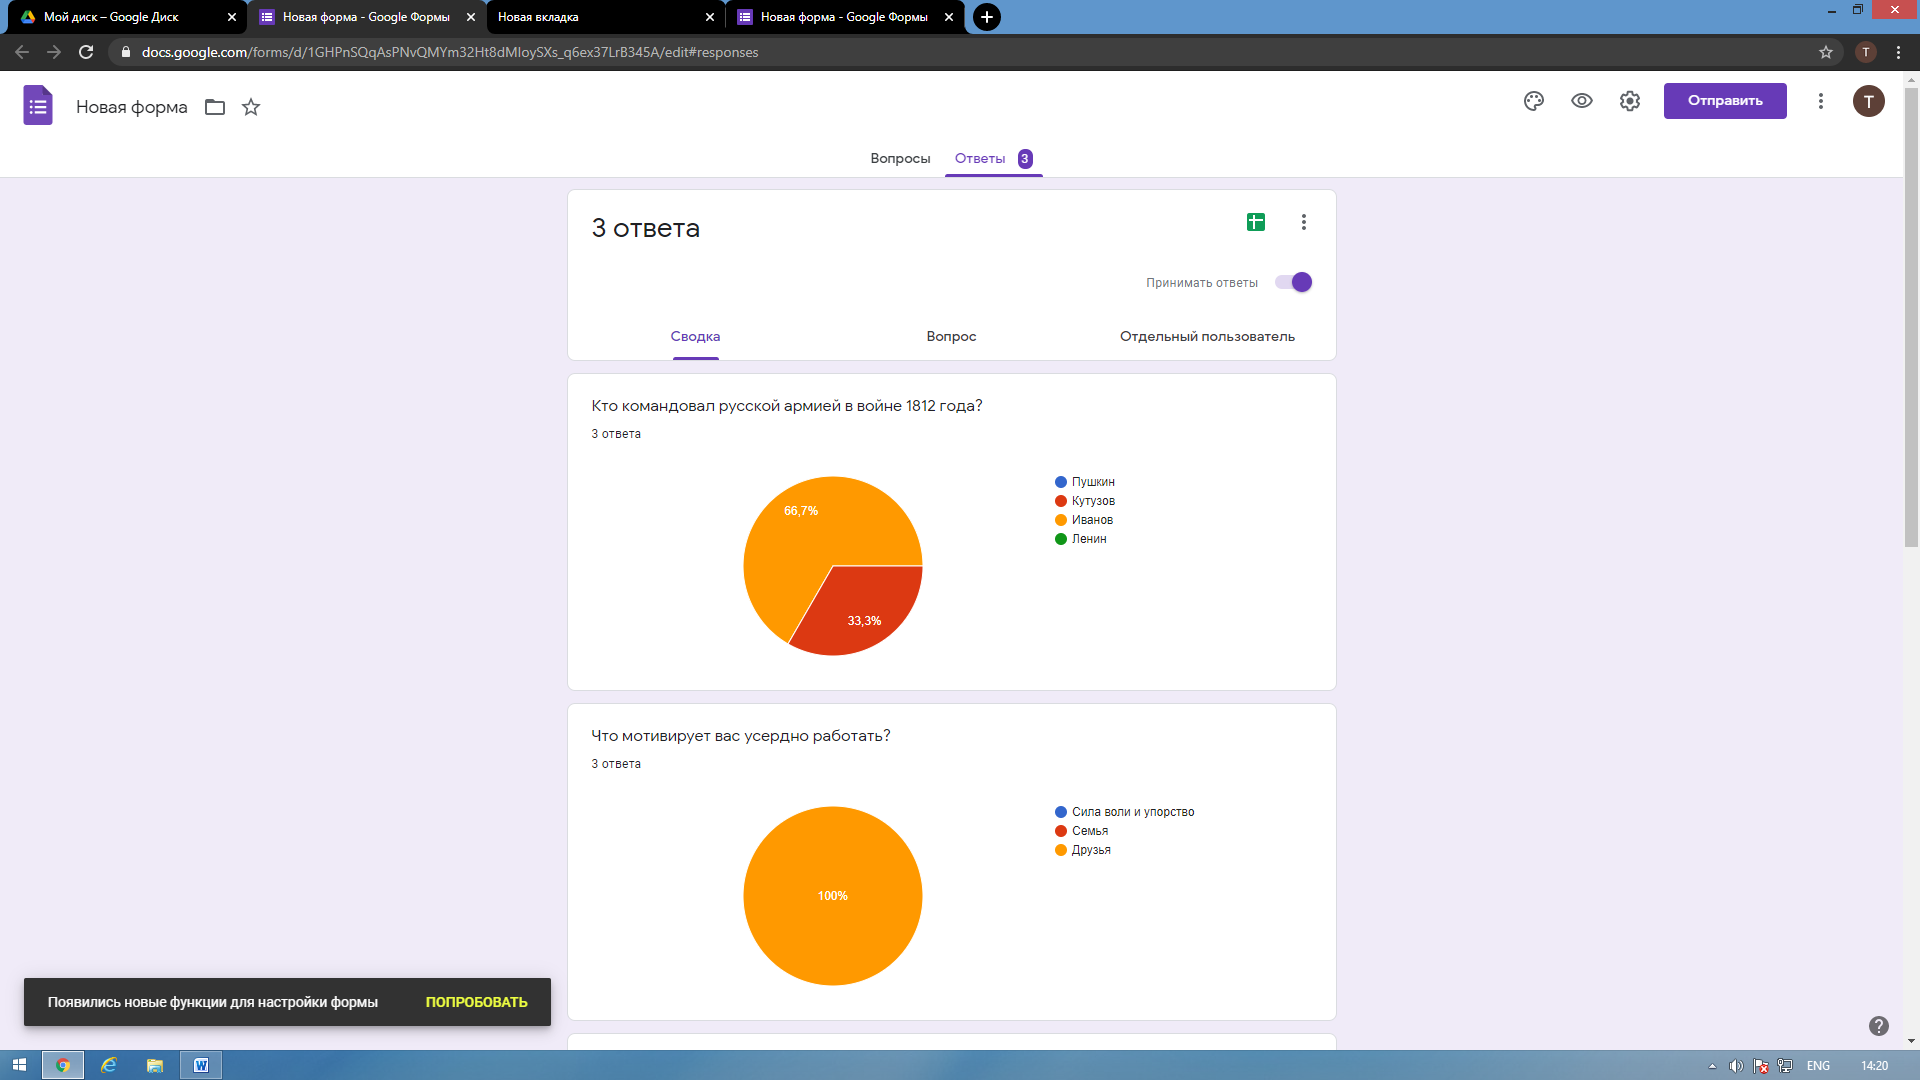 Мой диск – Google Диск
Новая форма - Google Формы
Новая вкладка
Новая форма - Google Формы
docs.google.com/forms/d/1GHPnSQqAsPNvQMYm32Ht8dMIoySXs_q6ex37LrB345A/edit#responses
T
Новая форма
Отправить
T
Вопросы
Ответы 3
3 ответа
Принимать ответы
Сводка
Вопрос
Отдельный пользователь
Кто командовал русской армией в войне 1812 года?
3 ответа
66,7%
33,3%
Пушкин
Кутузов
Иванов
Ленин
Что мотивирует вас усердно работать?
3 ответа
100%
Сила воли и упорство
Семья
Друзья
Появились новые функции для настройки формы
ПОПРОБОВАТЬ
ENG
14:20